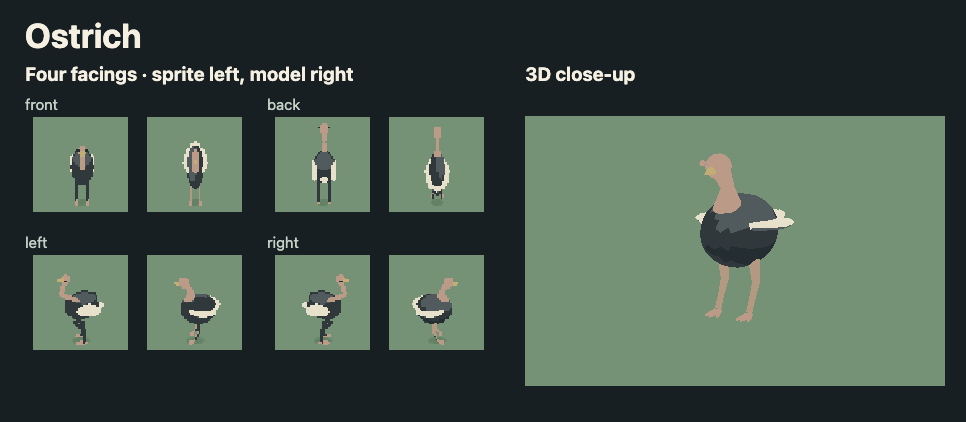 Ostrich
Four facings · sprite left, model right
3D close-up
front
back
left
right